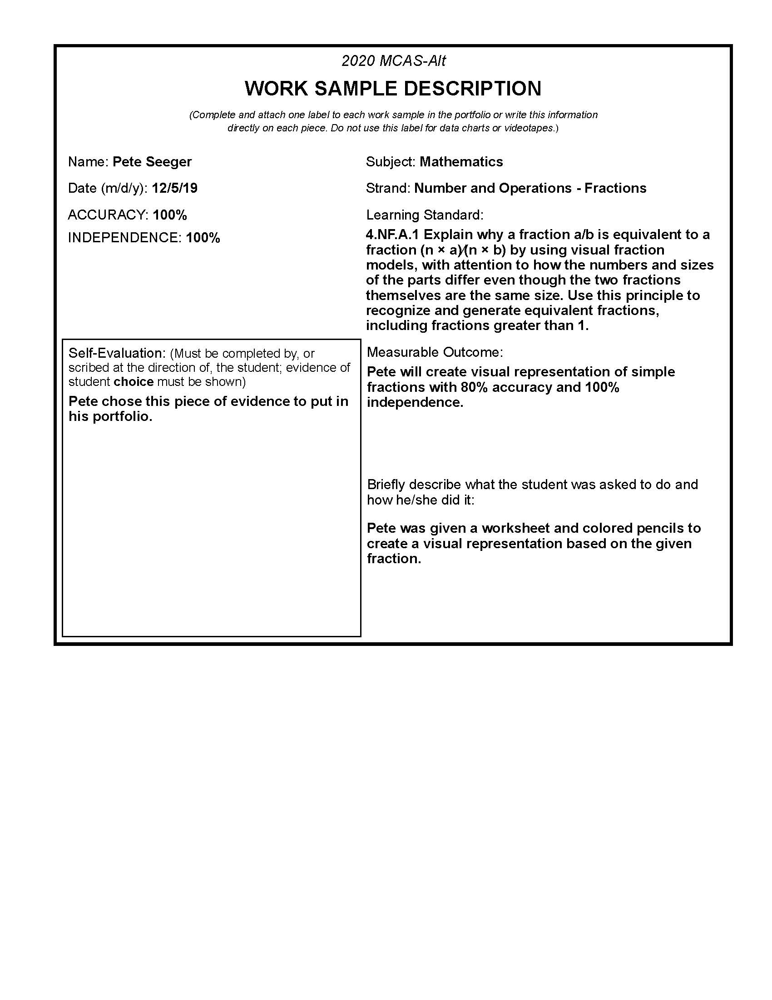 2020 MCAS-Alt
WORK SAMPLE DESCRIPTION
(Complete and attach one label to each work sample in the portfolio or write this information
directly on each piece. Do not use this label for data charts or videotapes.)
Name: Pete Seeger
Date (m/d/y): 12/5/19
ACCURACY: 100%
INDEPENDENCE: 100%
Subject: Mathematics
Strand: Number and Operations - Fractions
Learning Standard:
4.NF.A.1 Explain why a fraction a/b is equivalent to a
fraction (n × a)∕(n × b) by using visual fraction
models, with attention to how the numbers and sizes
of the parts differ even though the two fractions
themselves are the same size. Use this principle to
recognize and generate equivalent fractions,
including fractions greater than 1.
Self-Evaluation: (Must be completed by, or
scribed at the direction of, the student; evidence of
student choice must be shown)
Pete chose this piece of evidence to put in
his portfolio.
Measurable Outcome:
Pete will create visual representation of simple
fractions with 80% accuracy and 100%
independence.
Briefly describe what the student was asked to do and
how he/she did it:
Pete was given a worksheet and colored pencils to
create a visual representation based on the given
fraction.